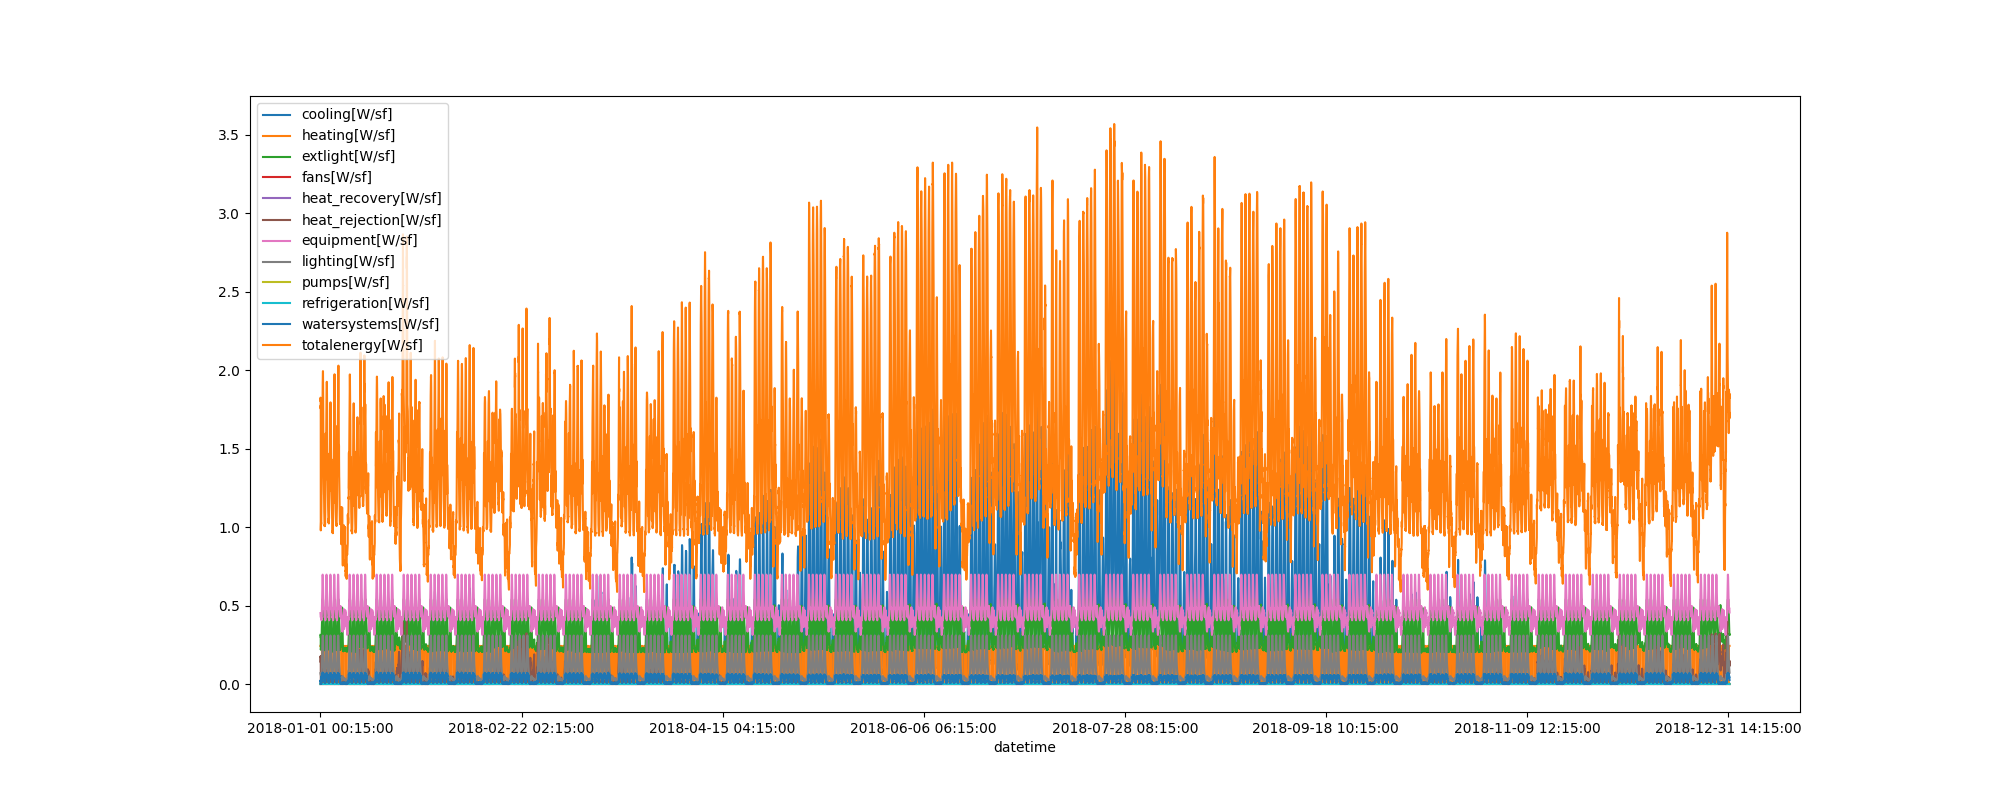 3.5
3.0
2.5
2.0
1.5
1.0
0.5
0.0
cooling[W/sf]
heating[W/sf]
extlight[W/sf]
fans[W/sf]
heat_recovery[W/sf]
heat_rejection[W/sf]
equipment[W/sf]
lighting[W/sf]
pumps[W/sf]
refrigeration[W/sf]
watersystems[W/sf]
totalenergy[W/sf]
2018-01-01 00:15:00 2018-02-22 02:15:00 2018-04-15 04:15:00 2018-06-06 06:15:00 2018-07-28 08:15:00 2018-09-18 10:15:00 2018-11-09 12:15:00 2018-12-31 14:15:00
datetime